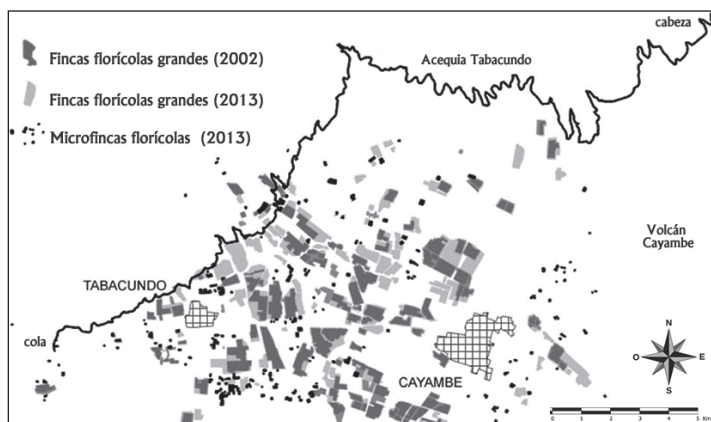 cabeza
Acequia Tabacundo
Fincas florícolas grandes (2002)
Fincas florícolas grandes (2013)
Microfincas florícolas (2013)
Volcán
Cayambe
TABACUNDO
cola
CAYAMBE
N
O E
S
0 1 2 3 4 5 Km